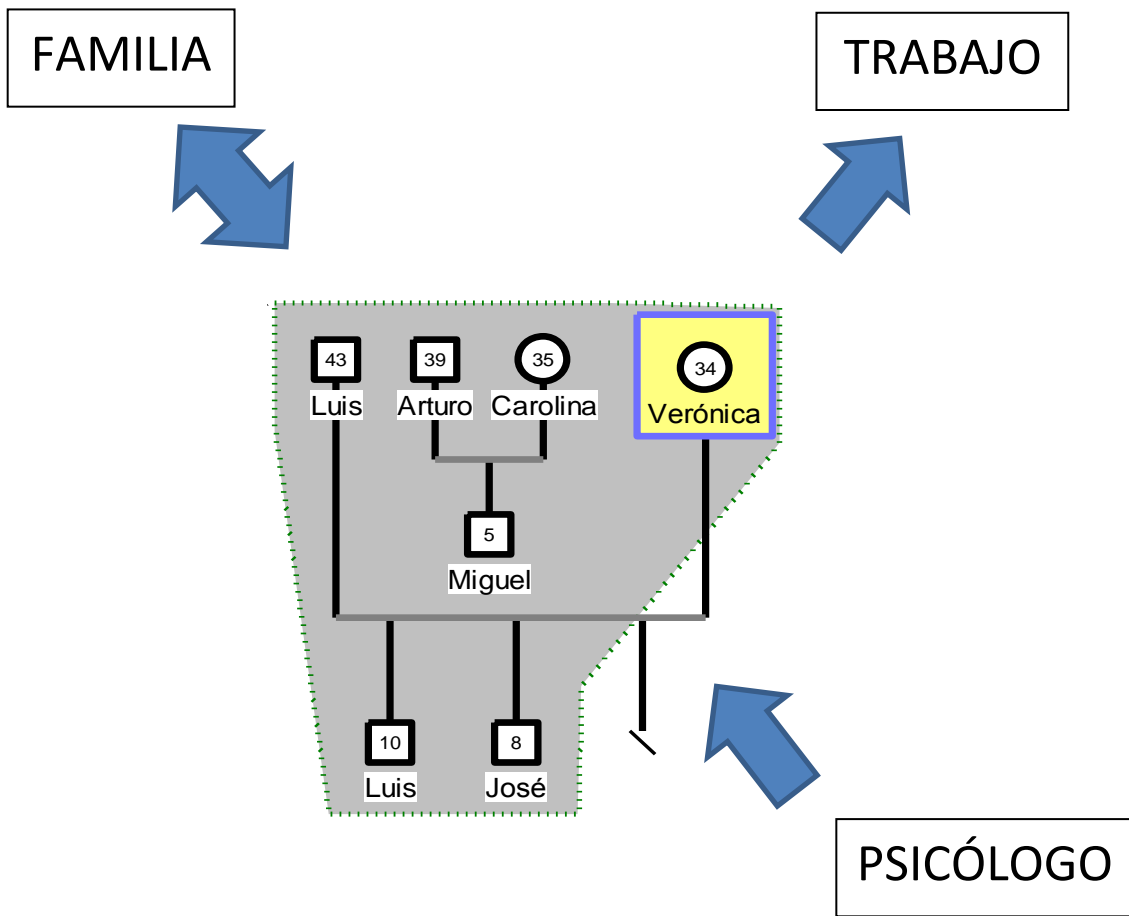 FAMILIA
TRABAJO
43
39
35
34
Luis
Arturo
Carolina
Verónica
5
Miguel
10
8
Luis
José
PSICÓLOGO